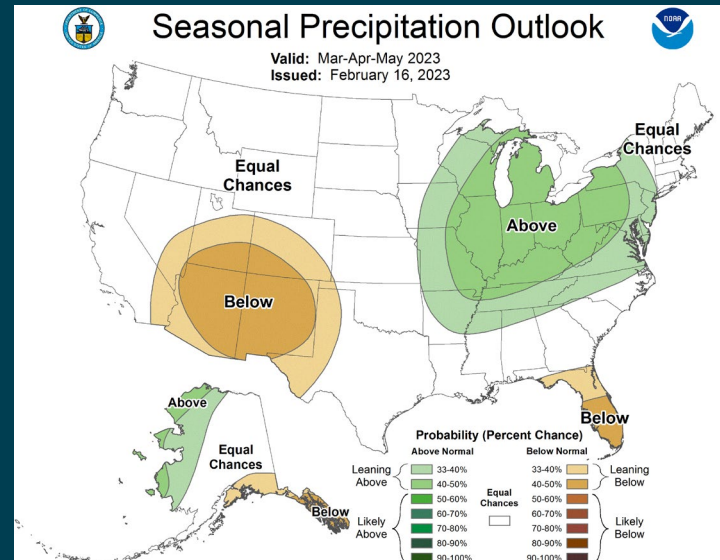 Seasonal Precipitation Outlook
NOAA
Valid: Mar-Apr-May 2023
Issued: February 16, 2023
Equal
Chances
Equal
Chances
Above
Below
Above
Equal
Chances
Below
Below
Probability (Percent Chance)
Above Normal
Below Normal
Leaning
Above
33-40%
40-50%
50-60%
60-70%
70-80%
80-90%
90-100%
Likely
Above
Equal
Chances
33-40%
40-50%
50-60%
60-70%
70-80%
80-90%
90-100%
Leaning
Below
Likely
Below